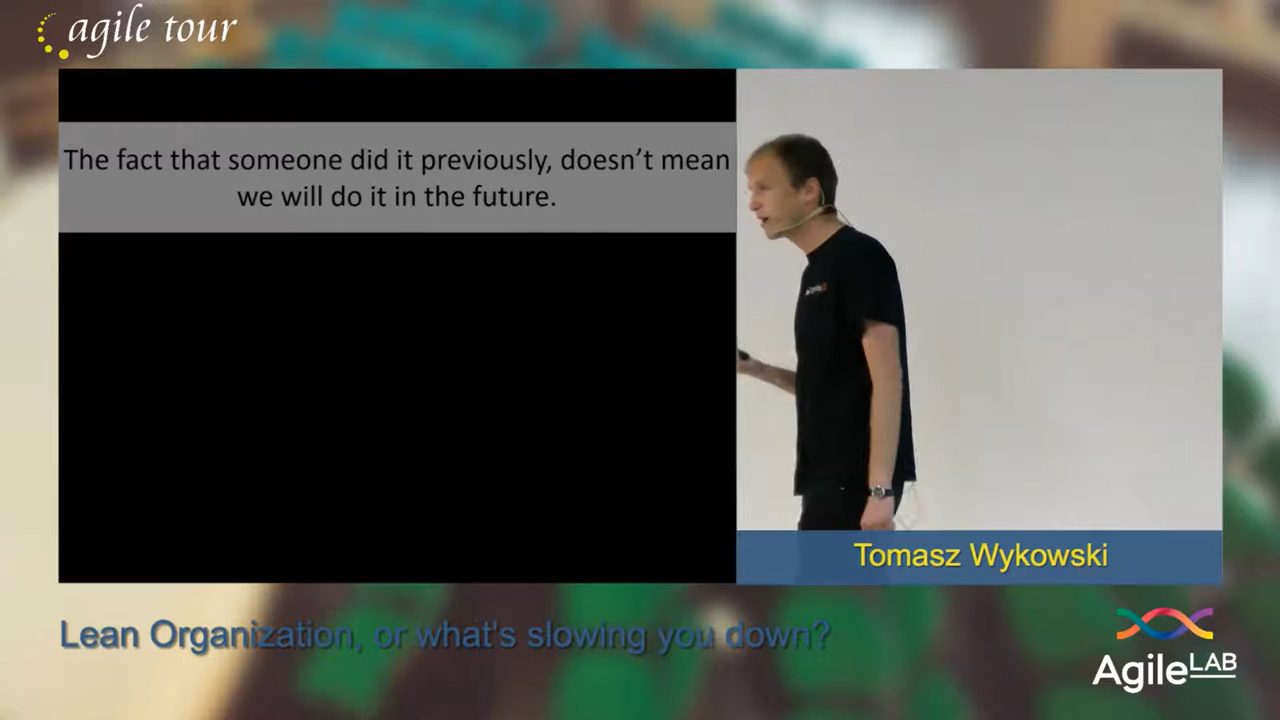 agile tour
The fact that someone did it previously, doesn’t mean
we will do it in the future.
Tomasz Wykowski
Lean Organization, or what's slowing you down?
AgileLAB